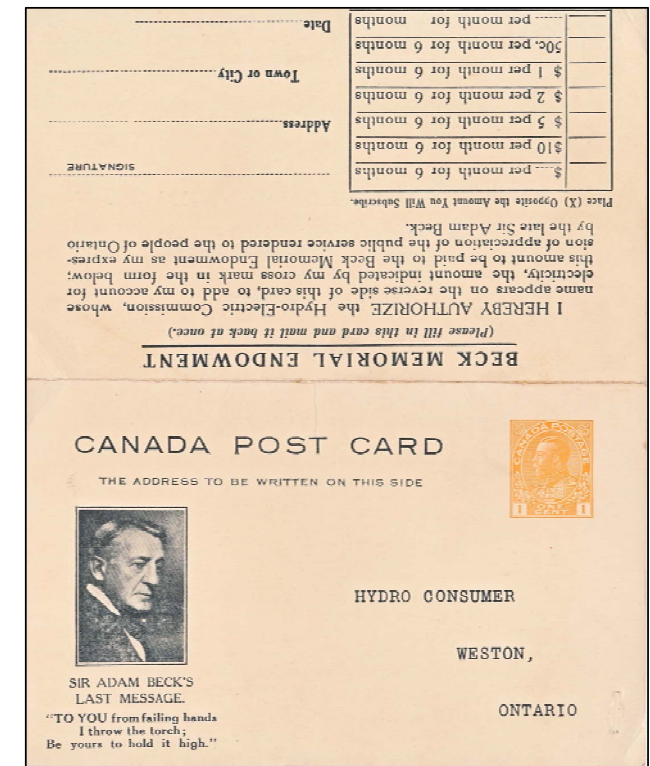 BECK MEMORIAL ENDOWMENT
(Please fill in this card and mail it back at once.)
I HEREBY AUTHORIZE the Hydro-Electric Commission, whose
name appears on the reverse side of this card, to add to my account for
electricity, the amount indicated by my cross mark in the form below;
this amount to be paid to the Beck Memorial Endowment as my expres-
sion of appreciation of the public service rendered to the people of Ontario
by the late Sir Adam Beck.
Place (X) Opposite the Amount You Will Subscribe.
$..... per month for 6 months
$10 per month for 6 months
$ 5 per month for 6 months
$ 2 per month for 6 months
$ 1 per month for 6 months
50c. per month for 6 months
...... per month for months
SIGNATURE
Address
Town or City
Date
CANADA POST CARD
THE ADDRESS TO BE WRITTEN ON THIS SIDE
CANADA POSTAGE
1 ONE CENT 1
HYDRO CONSUMER
WESTON,
ONTARIO
SIR ADAM BECK'S
LAST MESSAGE.
"TO YOU from failing hands
I throw the torch;
Be yours to hold it high."